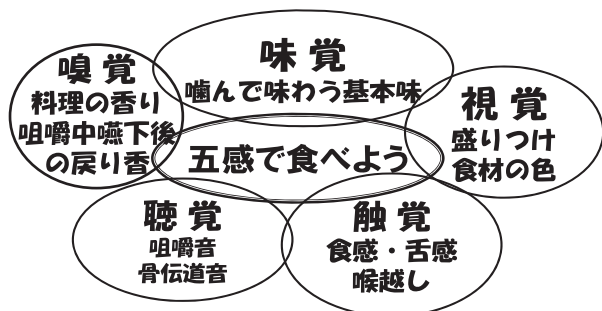 味覚
噛んで味わう基本味
嗅覚
料理の香り
咀嚼中嚥下後
の戻り香
視覚
盛りつけ
食材の色
五感で食べよう
聴覚
咀嚼音
骨伝道音
触覚
食感・舌感
喉越し